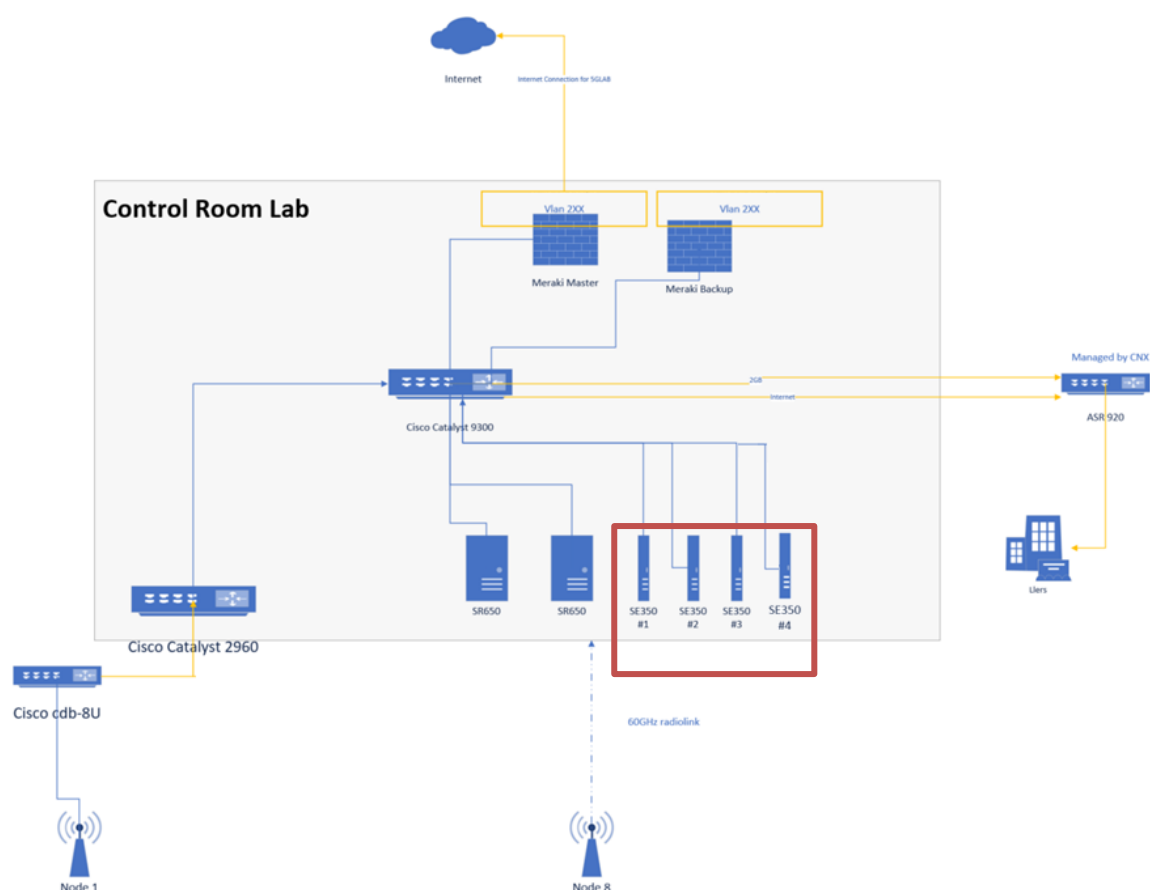 Internet
Internet Connection for 5GLAB
Control Room Lab
Vlan 2XX
Vlan 2XX
Meraki Master
Meraki Backup
Managed by CNX
2GB
Internet
ASR 920
Cisco Catalyst 9300
SR650
SR650
SE350
#1
SE350
#2
SE350
#3
SE350
#4
Llers
Cisco Catalyst 2960
Cisco cdb-8U
60GHz radiolink
Node 1
Node 8